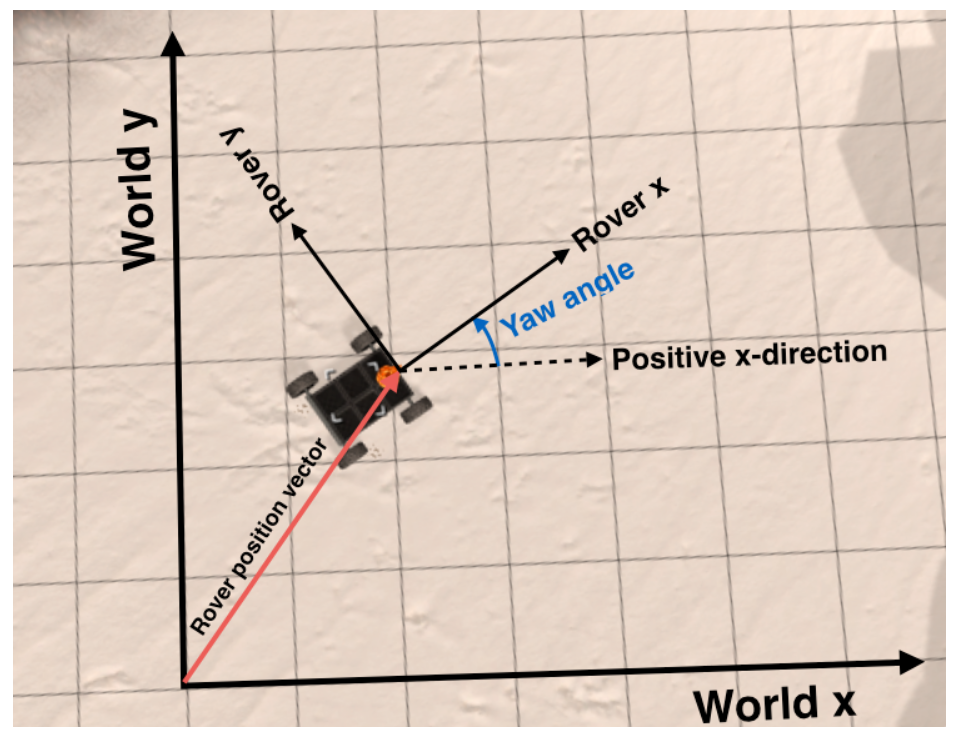 World y
Rover y
Rover x
Yaw angle
Positive x-direction
Rover position vector
World x